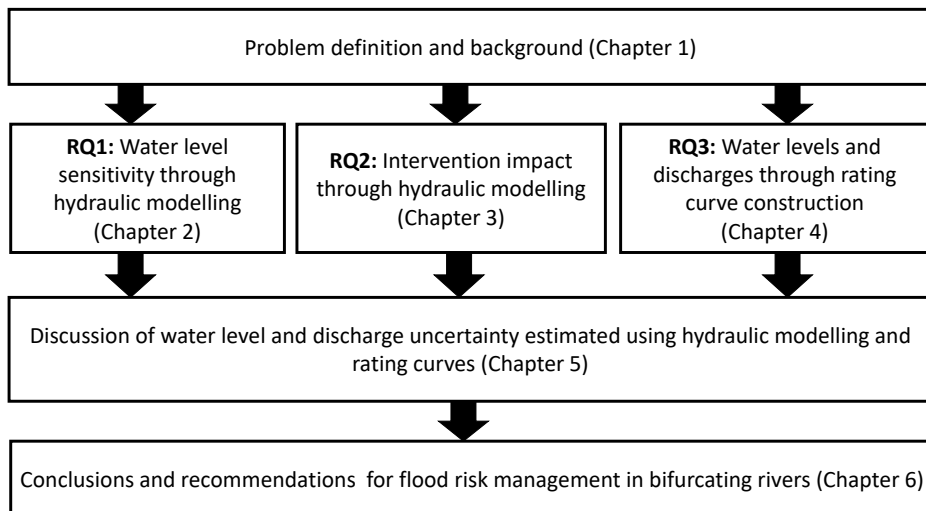 Problem definition and background (Chapter 1)
RQ1: Water level
sensitivity through
hydraulic modelling
(Chapter 2)
RQ2: Intervention impact
through hydraulic modelling
(Chapter 3)
RQ3: Water levels and
discharges through rating
curve construction
(Chapter 4)
Discussion of water level and discharge uncertainty estimated using hydraulic modelling and
rating curves (Chapter 5)
Conclusions and recommendations  for flood risk management in bifurcating rivers (Chapter 6)